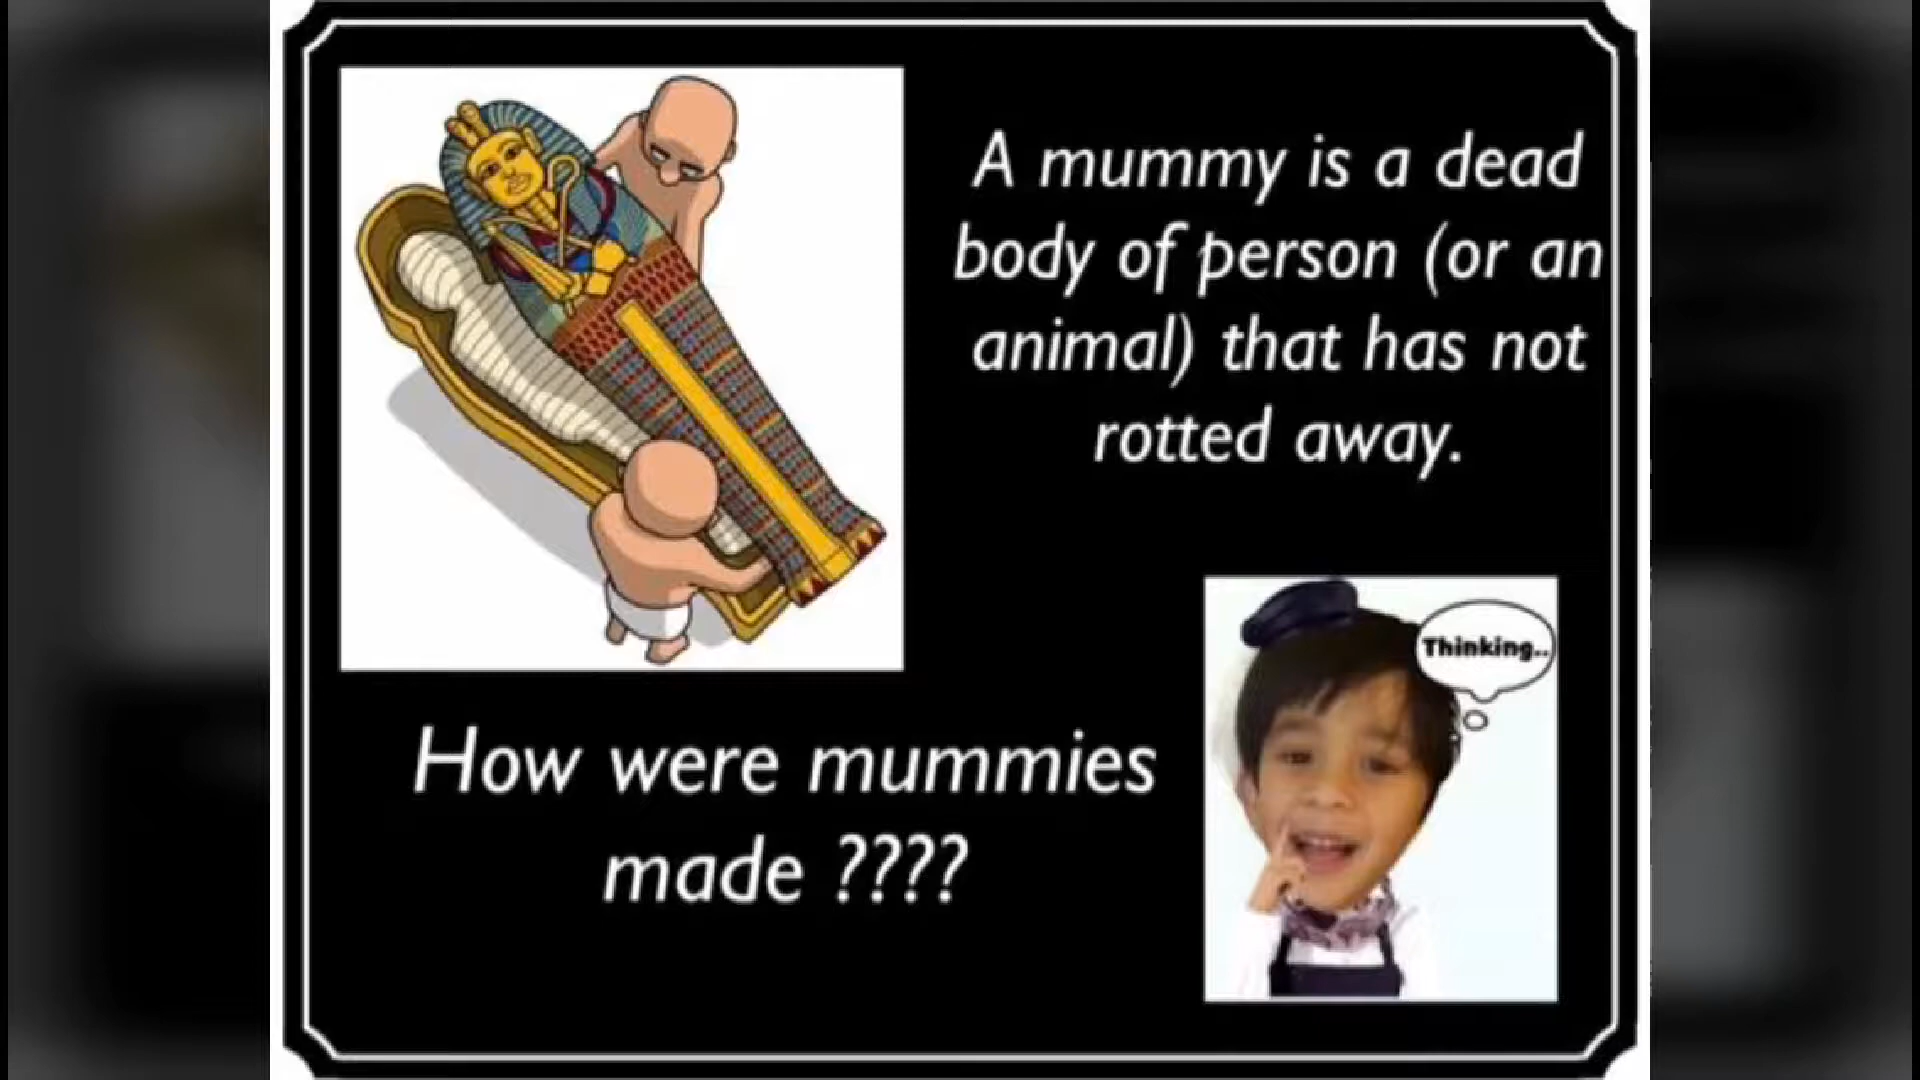 A mummy is a dead
body of person (or an
animal) that has not
rotted away.
Thinking..
How were mummies
made ????